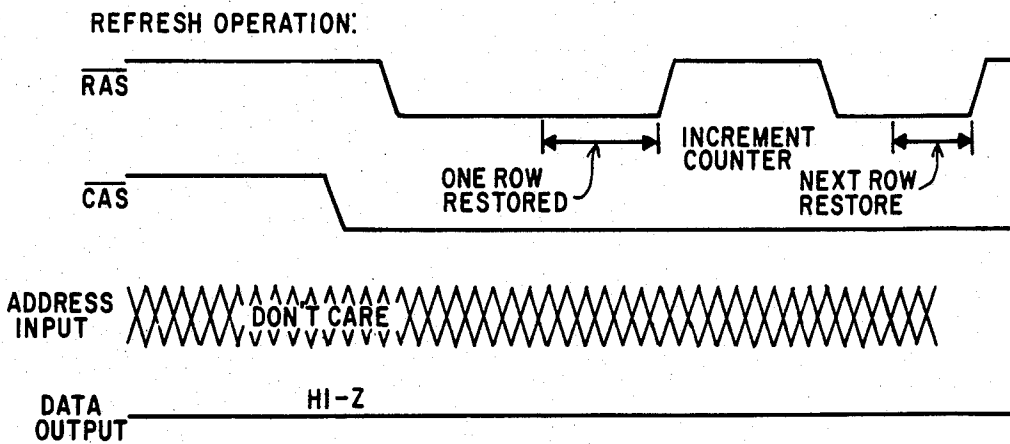 REFRESH OPERATION:
RAS
INCREMENT
COUNTER
ONE ROW
RESTORED
NEXT ROW
RESTORE
CAS
ADDRESS
INPUT
DON'T CARE
HI-Z
DATA
OUTPUT